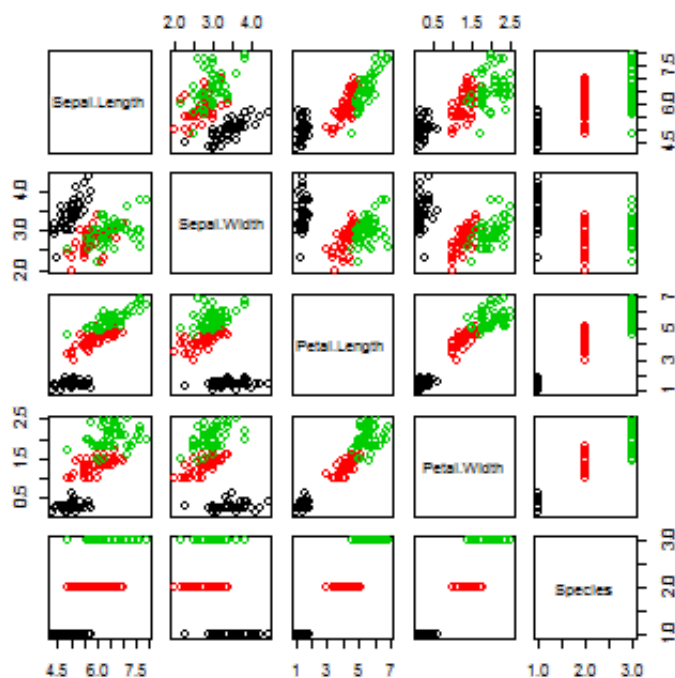 2.0 3.0 4.0 0.5 1.5 2.5
Sepal.Length
4.5 6.0 7.5
2.0 3.0 4.0
Sepal.Width
Petal.Length
1 3 5 7
0.5 1.5 2.5
Petal.Width
Species
1.0 2.0 3.0
4.5 6.0 7.5 1 3 5 7 1.0 2.0 3.0